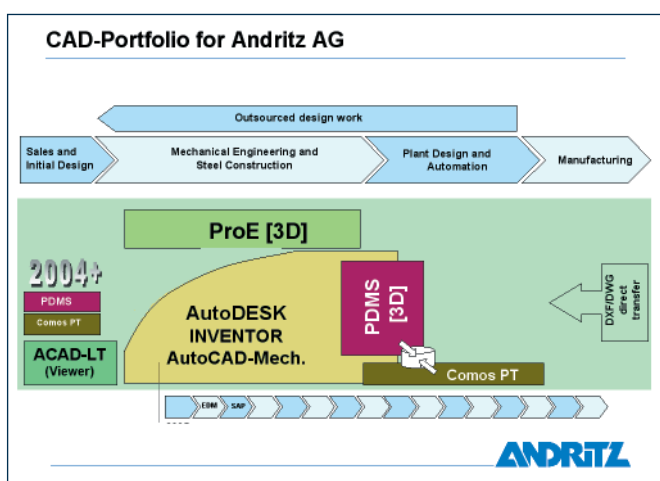 CAD-Portfolio for Andritz AG
Outsourced design work
Sales and
Initial Design
Mechanical Engineering and
Steel Construction
Plant Design and
Automation
Manufacturing
ProE [3D]
2004+
PDMS
Comos PT
ACAD-LT
(Viewer)
AutoDESK
INVENTOR
AutoCAD-Mech.
PDMS
[3D]
Comos PT
DXF/DWG
direct
transfer
EDM
SAP
ANDRITZ